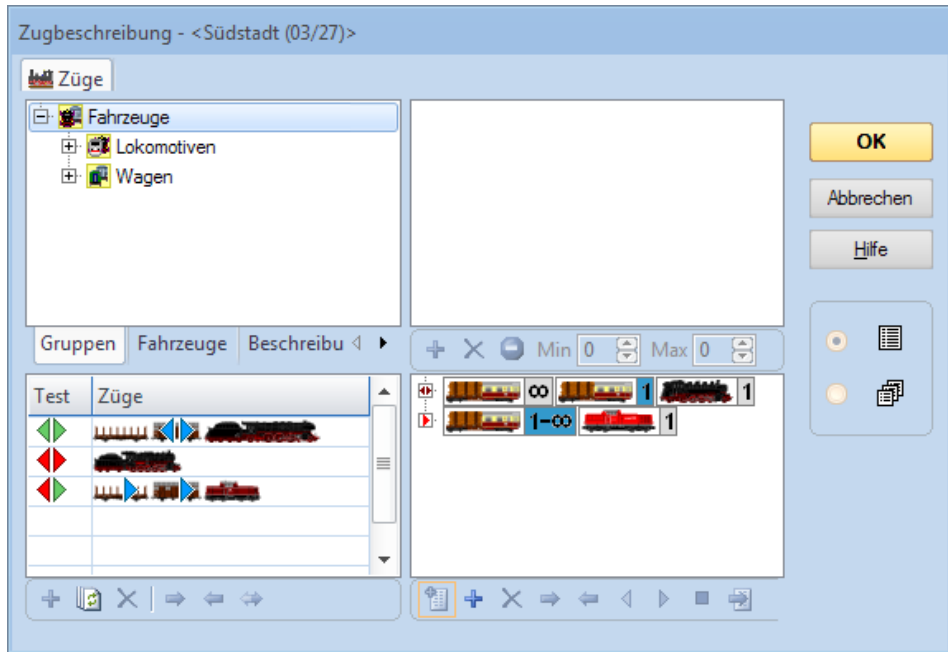 Zugbeschreibung - <Südstadt (03/27)>
Züge
Fahrzeuge
Lokomotiven
Wagen
OK
Abbrechen
Hilfe
Gruppen Fahrzeuge Beschreibu
Min 0 Max 0
Test Züge
∞ 1 1
1-∞ 1